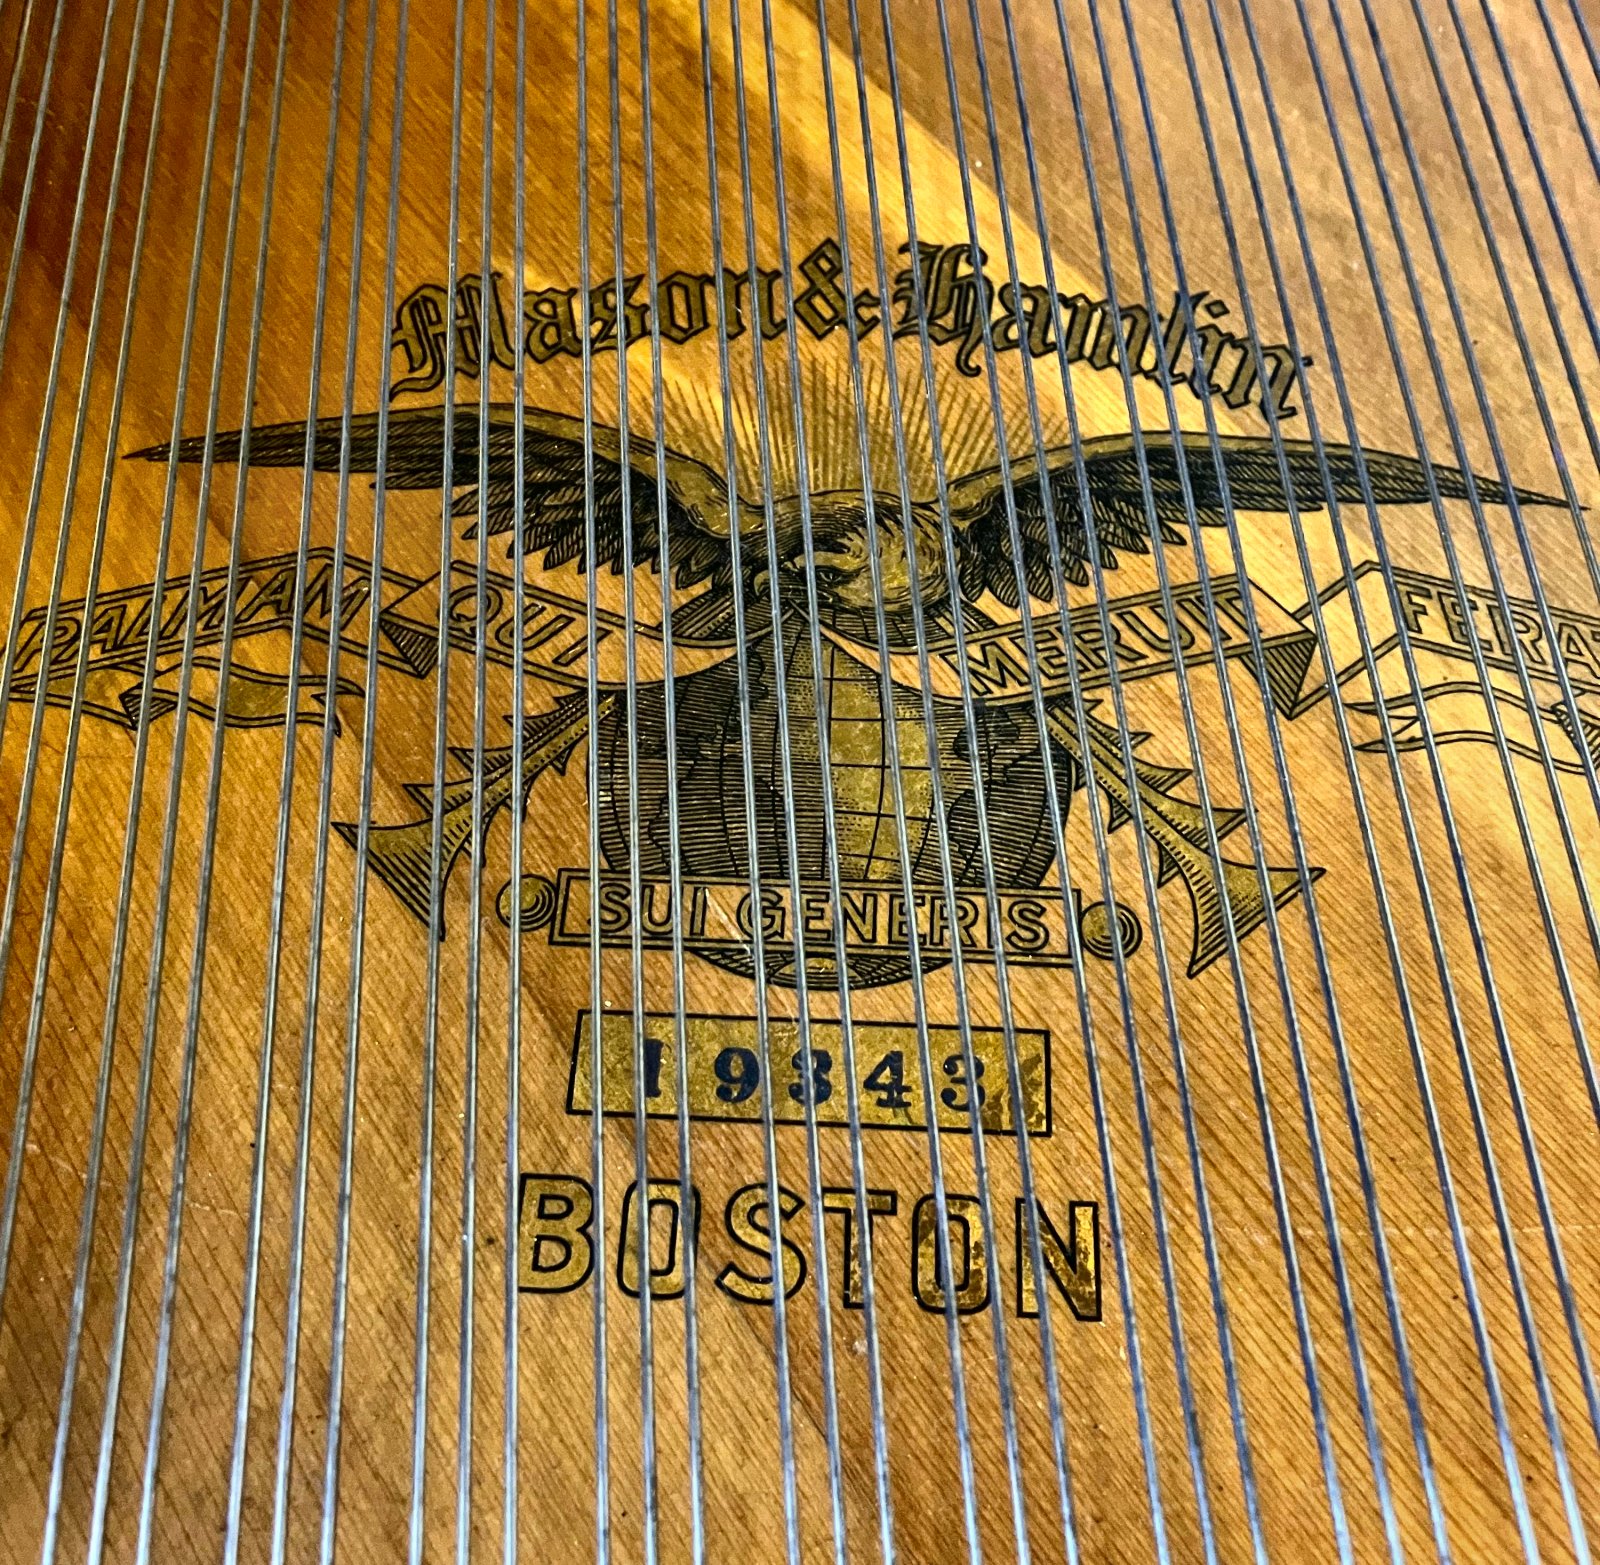 Mason & Hamlin
PALMAM QUI MERUIT FERAT
SUI GENERIS
19343
BOSTON